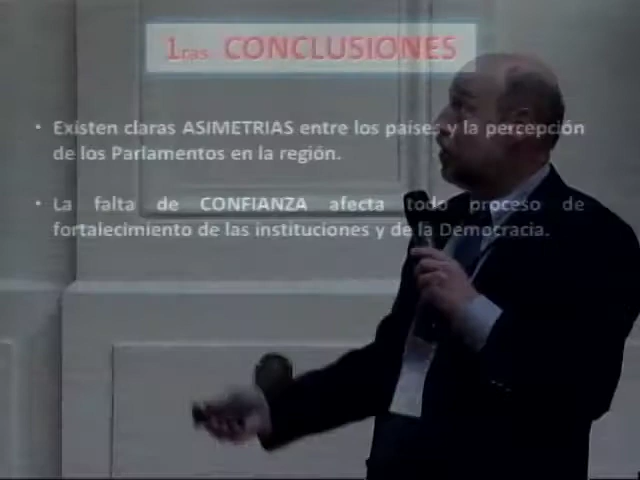 1ras. CONCLUSIONES
• Existen claras ASIMETRIAS entre los países y la percepción
de los Parlamentos en la región.
• La falta de CONFIANZA afecta todo proceso de
fortalecimiento de las instituciones y de la Democracia.